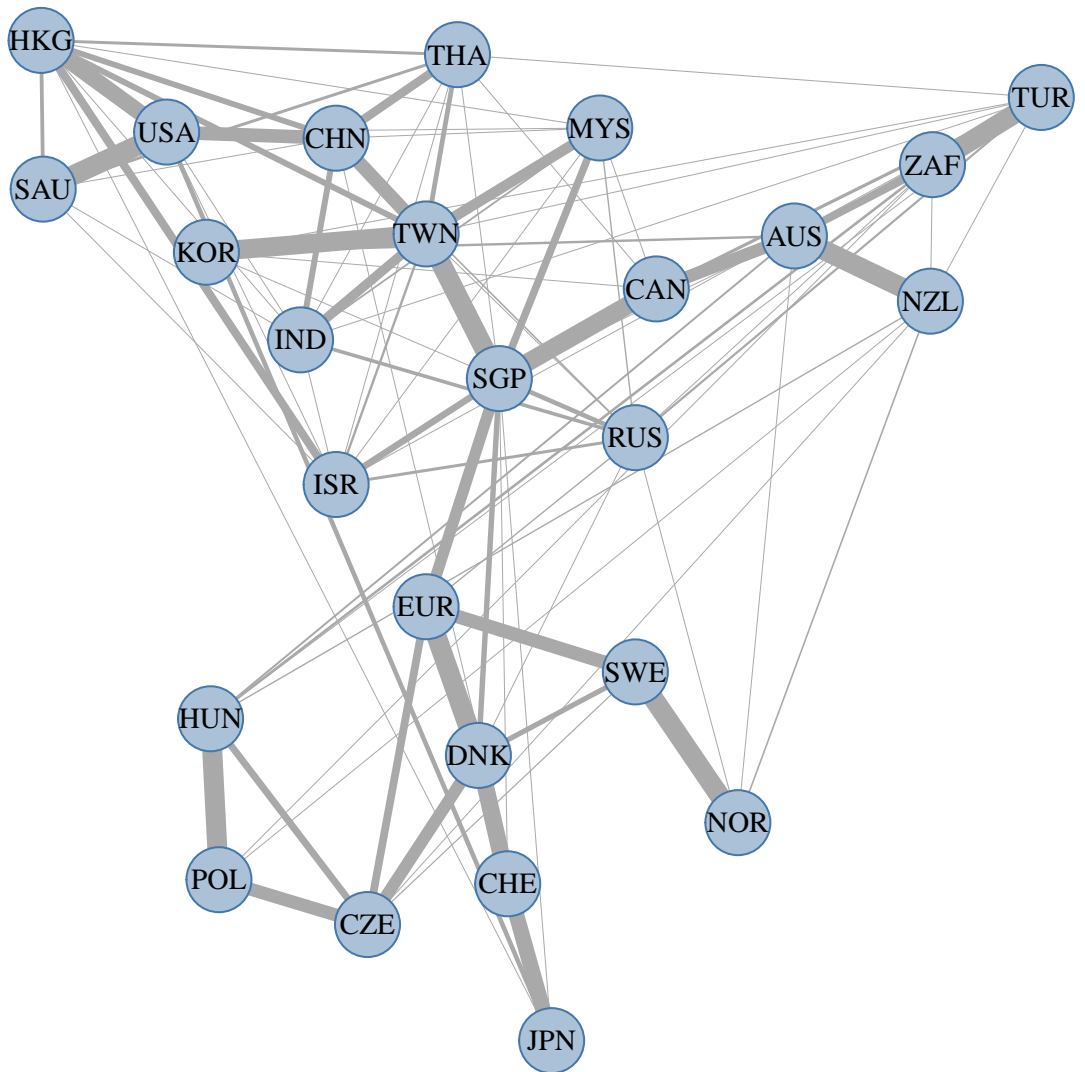 HKG
THA
TUR
USA
CHN
MYS
ZAF
SAU
KOR
TWN
AUS
CAN
NZL
IND
SGP
RUS
ISR
EUR
SWE
HUN
DNK
NOR
POL
CHE
CZE
JPN